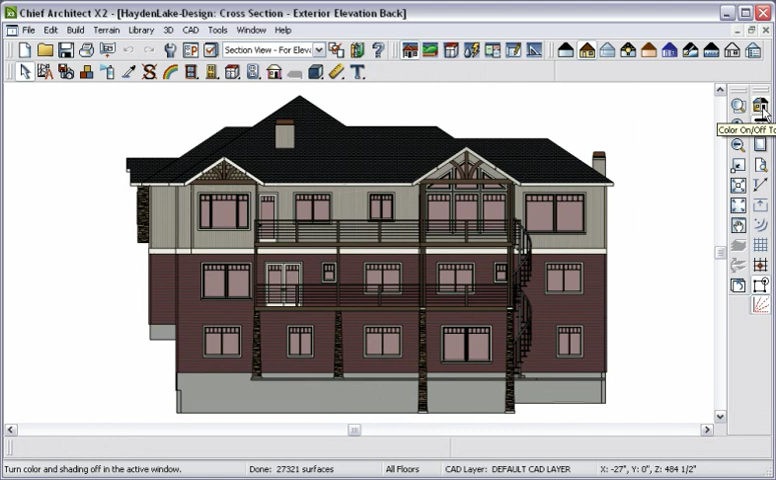 Chief Architect X2 - [HaydenLake-Design: Cross Section - Exterior Elevation Back]
File Edit Build Terrain Library 3D CAD Tools Window Help
Section View - For Eleva
Color On/Off To
Turn color and shading off in the active window.
Done: 27321 surfaces
All Floors
CAD Layer: DEFAULT CAD LAYER
X: -27", Y: 0", Z: 484 1/2"